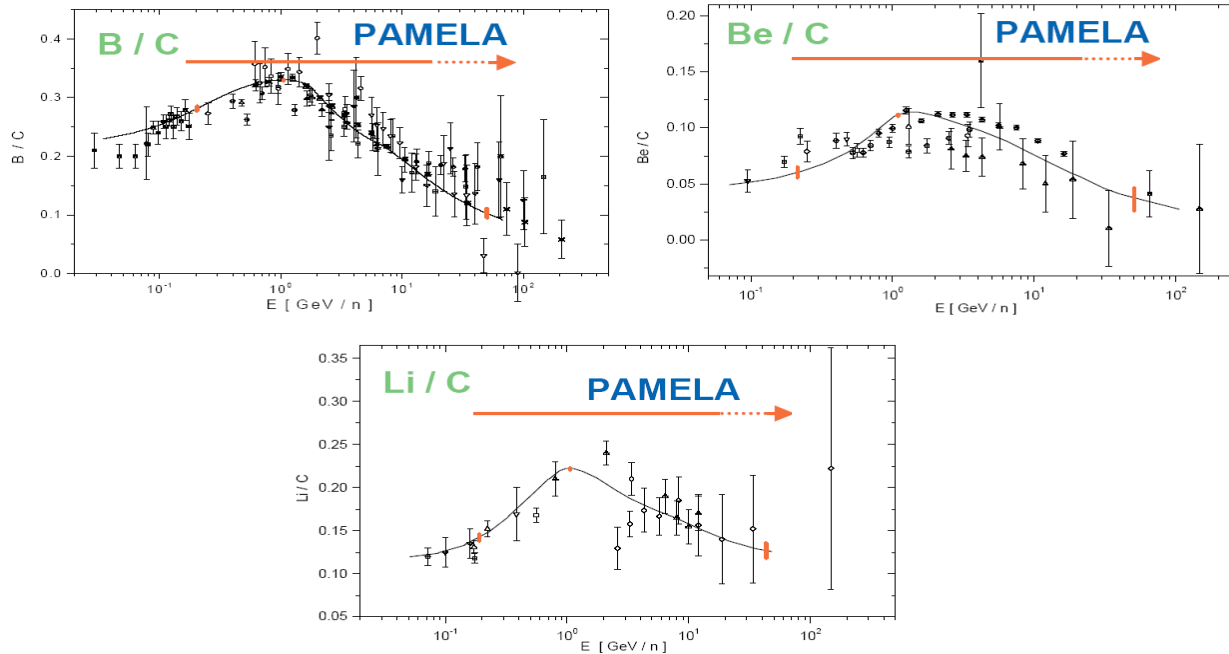 B / C
PAMELA
0.4
0.3
0.2
0.1
0.0
B / C
10⁻¹ 10⁰ 10¹ 10²
E [ GeV / n ]
Be / C
PAMELA
0.20
0.15
0.10
0.05
0.00
Be / C
10⁻¹ 10⁰ 10¹ 10²
E [ GeV / n ]
Li / C
PAMELA
0.35
0.30
0.25
0.20
0.15
0.10
0.05
Li / C
10⁻¹ 10⁰ 10¹ 10²
E [ GeV / n ]